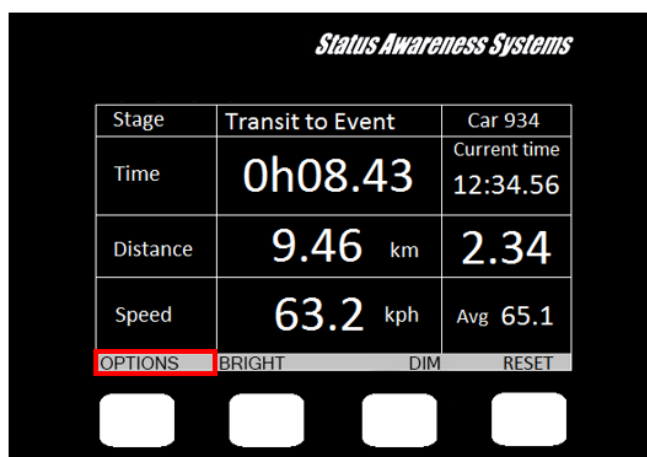 Status Awareness Systems
Stage Transit to Event Car 934
Time 0h08.43 Current time
12:34.56
Distance 9.46 km 2.34
Speed 63.2 kph Avg 65.1
OPTIONS BRIGHT DIM RESET